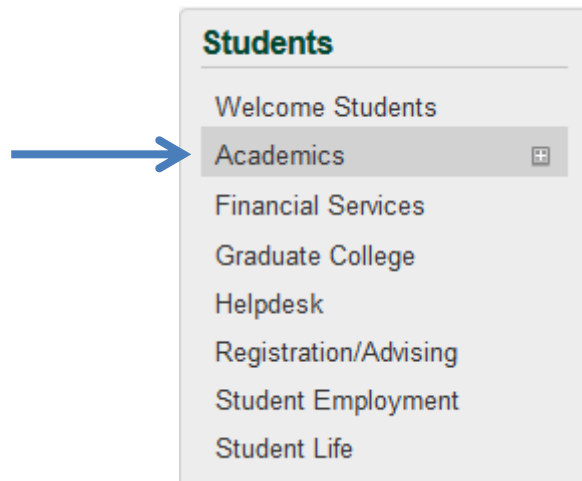 Students
Welcome Students
Academics
Financial Services
Graduate College
Helpdesk
Registration/Advising
Student Employment
Student Life